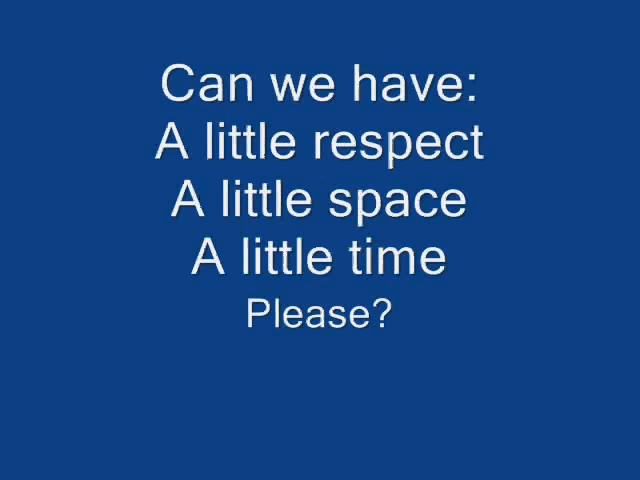 Can we have:
A little respect
A little space
A little time
Please?